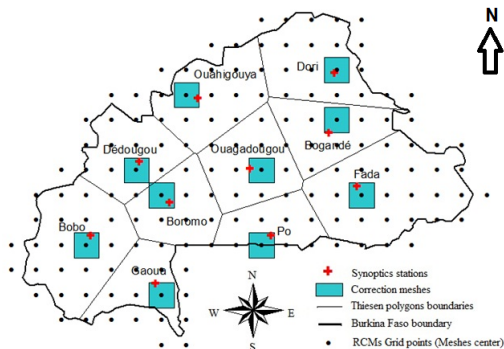 N
Dori
Ouahigouya
Bogandé
Ouagadougou
Dédougou
Fada
Boromo
Bobo
Po
Gaoua
N
W
E
S
Synoptics stations
Correction meshes
Thiesen polygons boundaries
Burkina Faso boundary
RCMs Grid points (Meshes center)